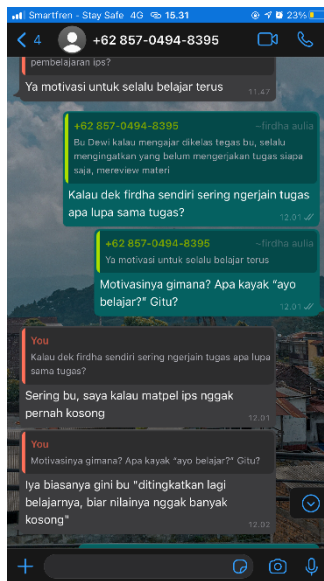 Smartfren - Stay Safe 4G 15.31 23%
4 +62 857-0494-8395
pembelajaran ips?
Ya motivasi untuk selalu belajar terus
11.47
+62 857-0494-8395 ~firdha aulia
Bu Dewi kalau mengajar dikelas tegas bu, selalu
mengingatkan yang belum mengerjakan tugas siapa
saja, mereview materi
Kalau dek firdha sendiri sering ngerjain tugas
apa lupa sama tugas?
12.01
+62 857-0494-8395 ~firdha aulia
Ya motivasi untuk selalu belajar terus
Motivasinya gimana? Apa kayak “ayo
belajar?” Gitu?
12.01
You
Kalau dek firdha sendiri sering ngerjain tugas apa lupa
sama tugas?
Sering bu, saya kalau matpel ips nggak
pernah kosong
12.01
You
Motivasinya gimana? Apa kayak “ayo belajar?” Gitu?
Iya biasanya gini bu "ditingkatkan lagi
belajarnya, biar nilainya nggak banyak
kosong"
12.02